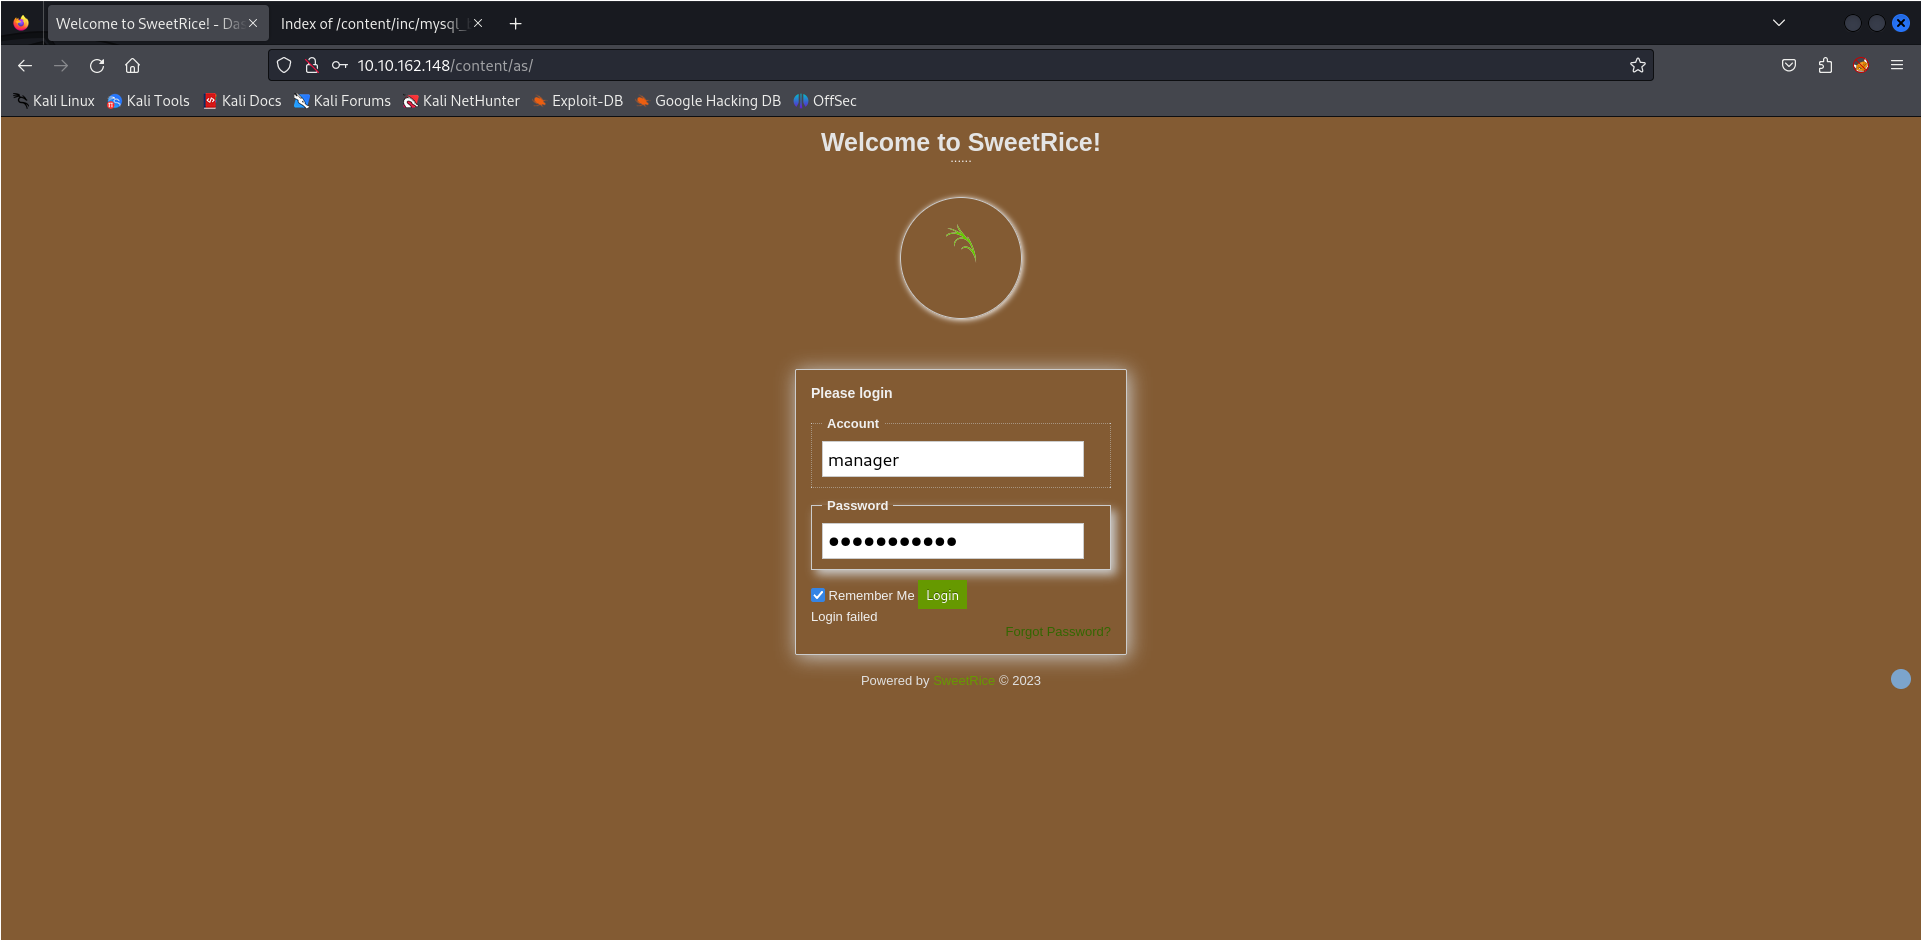 Welcome to SweetRice! - Das
Index of /content/inc/mysql_b
10.10.162.148/content/as/
Kali Linux
Kali Tools
Kali Docs
Kali Forums
Kali NetHunter
Exploit-DB
Google Hacking DB
OffSec
Welcome to SweetRice!
......
Please login
Account
manager
Password
●●●●●●●●●●●
Remember Me Login
Login failed
Forgot Password?
Powered by SweetRice © 2023